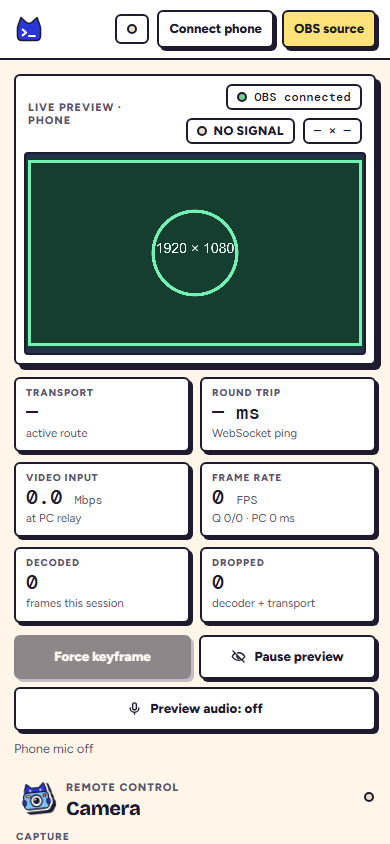 Connect phone
OBS source
LIVE PREVIEW ·
PHONE
OBS connected
NO SIGNAL
— × —
1920 × 1080
TRANSPORT
—
active route
ROUND TRIP
— ms
WebSocket ping
VIDEO INPUT
0.0 Mbps
at PC relay
FRAME RATE
0 FPS
Q 0/0 · PC 0 ms
DECODED
0
frames this session
DROPPED
0
decoder + transport
Force keyframe
Pause preview
Preview audio: off
Phone mic off
REMOTE CONTROL
Camera
CAPTURE